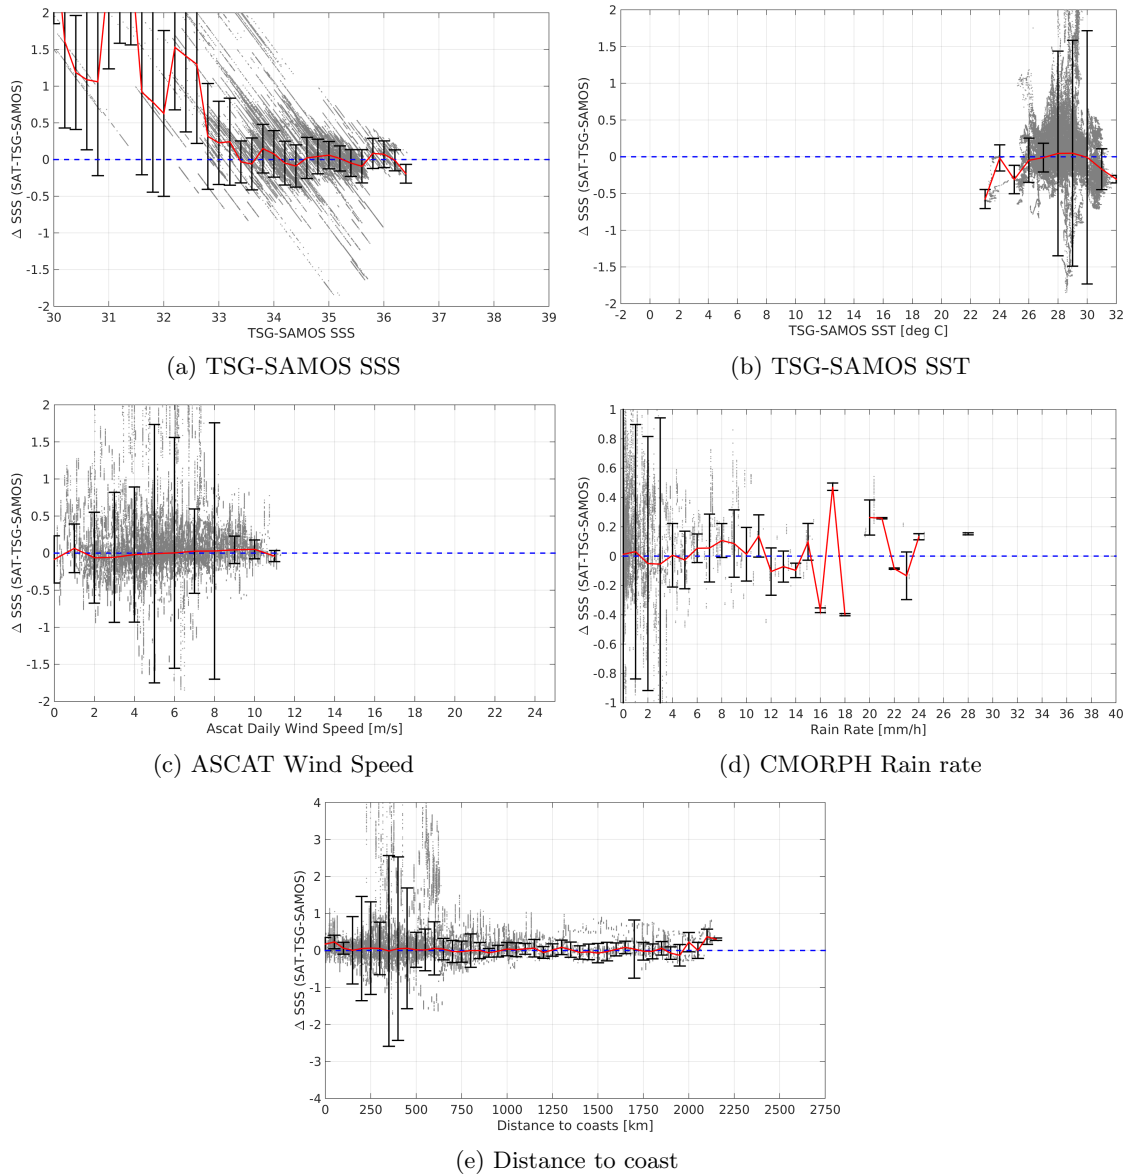 2
1.5
1
0.5
0
-0.5
-1
-1.5
-2
Δ SSS (SAT-TSG-SAMOS)
30 31 32 33 34 35 36 37 38 39
TSG-SAMOS SSS
(a) TSG-SAMOS SSS
2
1.5
1
0.5
0
-0.5
-1
-1.5
-2
Δ SSS (SAT-TSG-SAMOS)
-2 0 2 4 6 8 10 12 14 16 18 20 22 24 26 28 30 32
TSG-SAMOS SST [deg C]
(b) TSG-SAMOS SST
2
1.5
1
0.5
0
-0.5
-1
-1.5
-2
Δ SSS (SAT-TSG-SAMOS)
0 2 4 6 8 10 12 14 16 18 20 22 24
Ascat Daily Wind Speed [m/s]
(c) ASCAT Wind Speed
1
0.8
0.6
0.4
0.2
0
-0.2
-0.4
-0.6
-0.8
-1
Δ SSS (SAT-TSG-SAMOS)
0 2 4 6 8 10 12 14 16 18 20 22 24 26 28 30 32 34 36 38 40
Rain Rate [mm/h]
(d) CMORPH Rain rate
4
3
2
1
0
-1
-2
-3
-4
Δ SSS (SAT-TSG-SAMOS)
0 250 500 750 1000 1250 1500 1750 2000 2250 2500 2750
Distance to coasts [km]
(e) Distance to coast